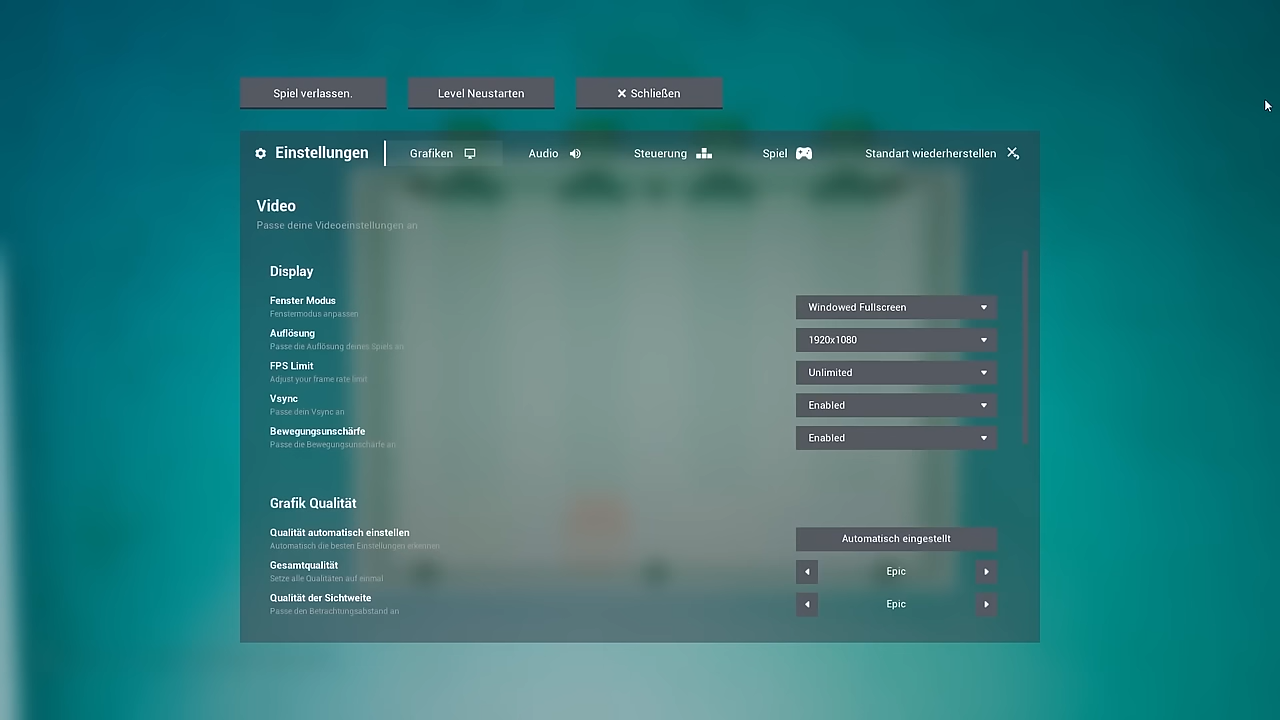 Spiel verlassen.
Level Neustarten
Schließen
Einstellungen
Grafiken
Audio
Steuerung
Spiel
Standart wiederherstellen
Video
Passe deine Videoeinstellungen an
Display
Fenster Modus
Fenstermodus anpassen
Windowed Fullscreen
Auflösung
Passe die Auflösung deines Spiels an
1920x1080
FPS Limit
Adjust your frame rate limit
Unlimited
Vsync
Passe dein Vsync an
Enabled
Bewegungsunschärfe
Passe die Bewegungsunschärfe an
Enabled
Grafik Qualität
Qualität automatisch einstellen
Automatisch die besten Einstellungen erkennen
Automatisch eingestellt
Gesamtqualität
Setze alle Qualitäten auf einmal
Epic
Qualität der Sichtweite
Passe den Betrachtungsabstand an
Epic